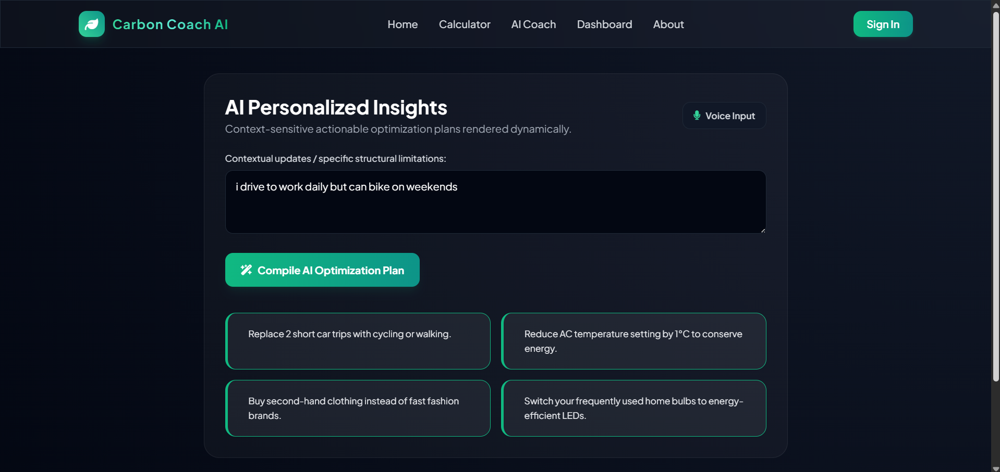 Carbon Coach AI
Home
Calculator
AI Coach
Dashboard
About
Sign In
AI Personalized Insights
Voice Input
Context-sensitive actionable optimization plans rendered dynamically.
Contextual updates / specific structural limitations:
i drive to work daily but can bike on weekends
Compile AI Optimization Plan
Replace 2 short car trips with cycling or walking.
Reduce AC temperature setting by 1°C to conserve
energy.
Buy second-hand clothing instead of fast fashion
brands.
Switch your frequently used home bulbs to energy-
efficient LEDs.